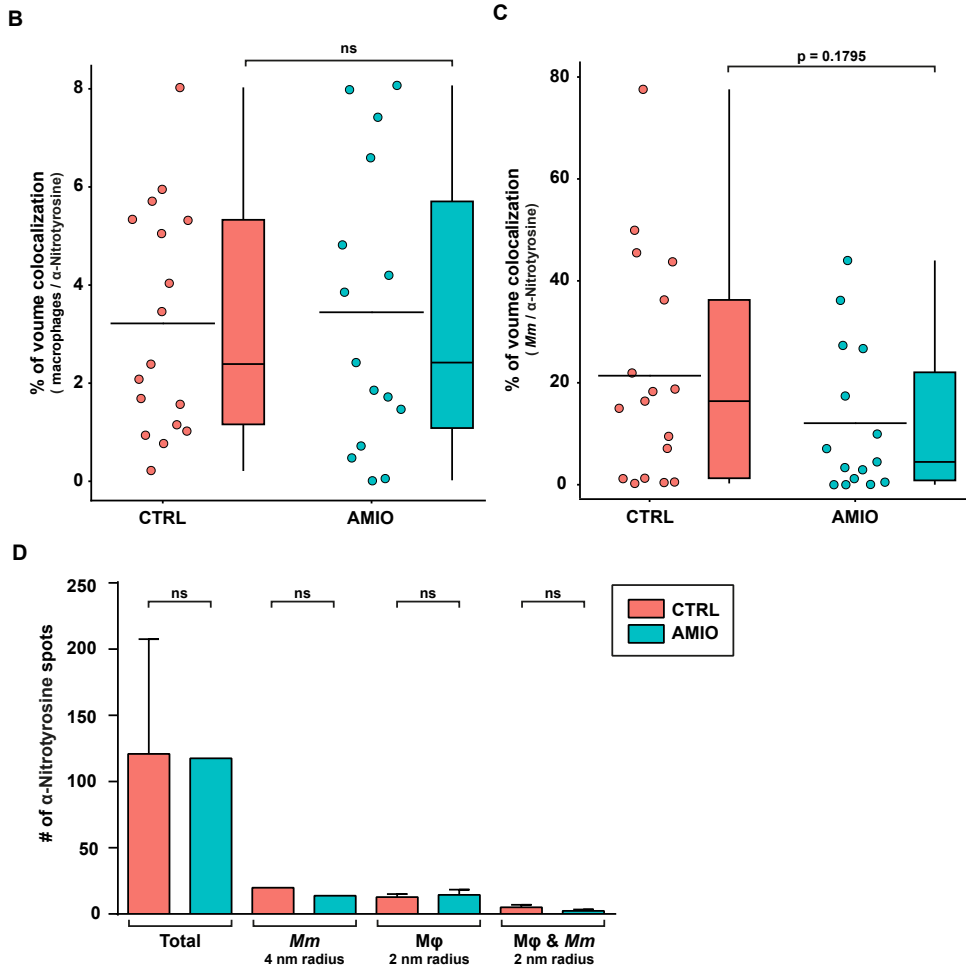 B
ns
% of voume colocalization
( macrophages / α-Nitrotyrosine)
8
6
4
2
0
CTRL
AMIO
C
p = 0.1795
% of voume colocalization
( Mm / α-Nitrotyrosine)
80
60
40
20
0
CTRL
AMIO
D
# of α-Nitrotyrosine spots
250
200
150
100
50
0
ns
ns
ns
ns
CTRL
AMIO
Total
Mm
4 nm radius
Mφ
2 nm radius
Mφ & Mm
2 nm radius